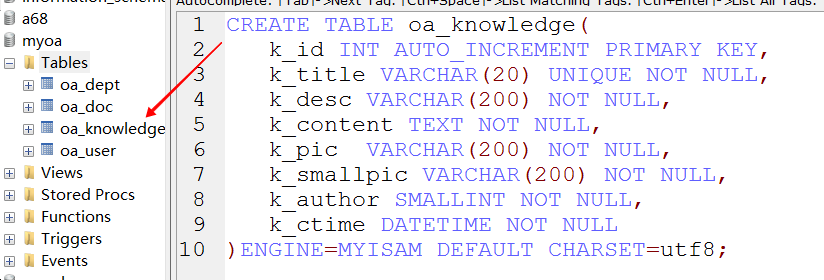 Autocomplete: [Tab]->Next Tag. [Ctrl+Space]->List Matching Tags. [Ctrl+Enter]->List All Tags.
a68
myoa
Tables
oa_dept
oa_doc
oa_knowledge
oa_user
Views
Stored Procs
Functions
Triggers
Events
1 CREATE TABLE oa_knowledge(
2 k_id INT AUTO_INCREMENT PRIMARY KEY,
3 k_title VARCHAR(20) UNIQUE NOT NULL,
4 k_desc VARCHAR(200) NOT NULL,
5 k_content TEXT NOT NULL,
6 k_pic  VARCHAR(200) NOT NULL,
7 k_smallpic VARCHAR(200) NOT NULL,
8 k_author SMALLINT NOT NULL,
9 k_ctime DATETIME NOT NULL
10 )ENGINE=MYISAM DEFAULT CHARSET=utf8;